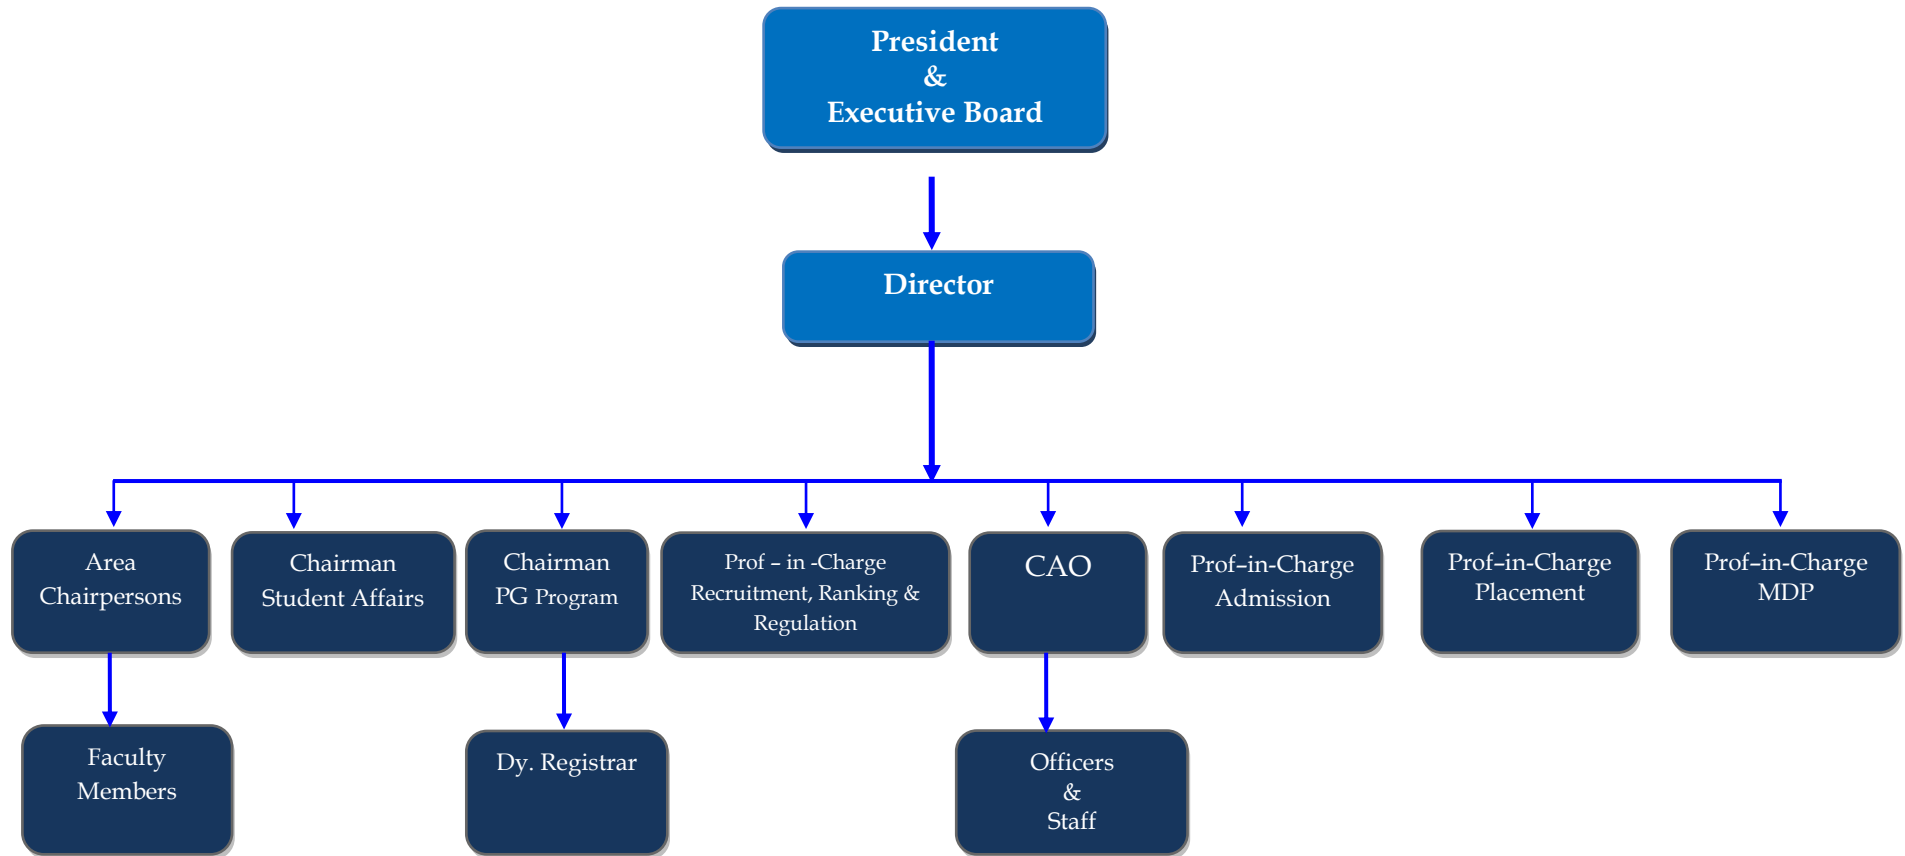 President
&
Executive Board
Director
Area
Chairpersons
Chairman
Student Affairs
Chairman
PG Program
Prof – in -Charge
Recruitment, Ranking &
Regulation
CAO
Prof–in-Charge
Admission
Prof–in-Charge
Placement
Prof–in-Charge
MDP
Faculty
Members
Dy. Registrar
Officers
&
Staff